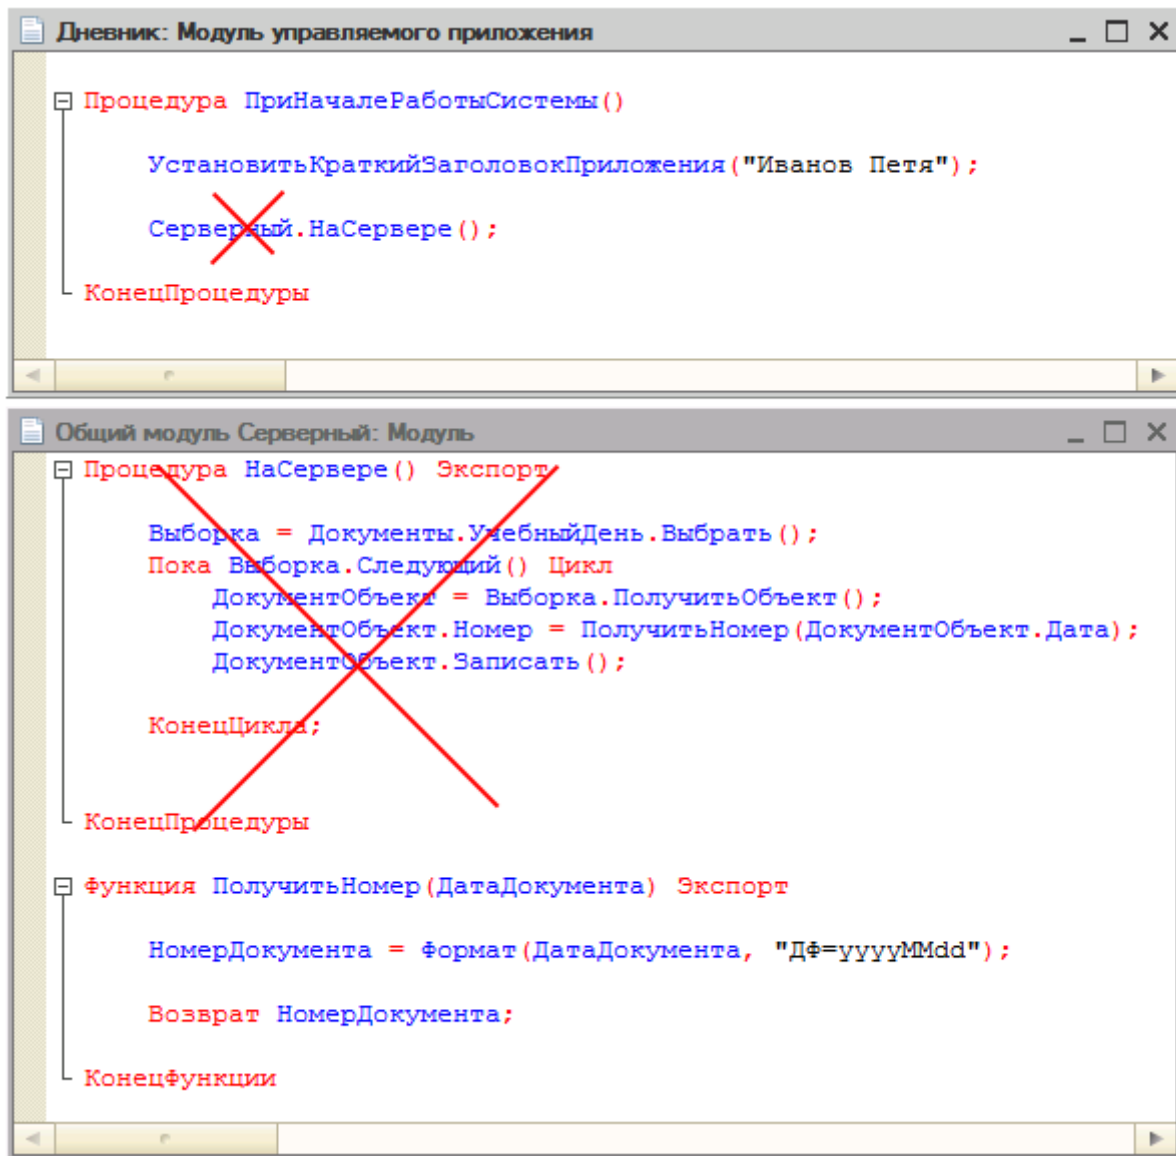 Дневник: Модуль управляемого приложения
Процедура ПриНачалеРаботыСистемы()
УстановитьКраткийЗаголовокПриложения("Иванов Петя");
Серверный.НаСервере();
КонецПроцедуры
Общий модуль Серверный: Модуль
Процедура НаСервере() Экспорт
Выборка = Документы.УчебныйДень.Выбрать();
Пока Выборка.Следующий() Цикл
ДокументОбъект = Выборка.ПолучитьОбъект();
ДокументОбъект.Номер = ПолучитьНомер(ДокументОбъект.Дата);
ДокументОбъект.Записать();
КонецЦикла;
КонецПроцедуры
Функция ПолучитьНомер(ДатаДокумента) Экспорт
НомерДокумента = Формат(ДатаДокумента, "ДФ=yyyyMMdd");
Возврат НомерДокумента;
КонецФункции